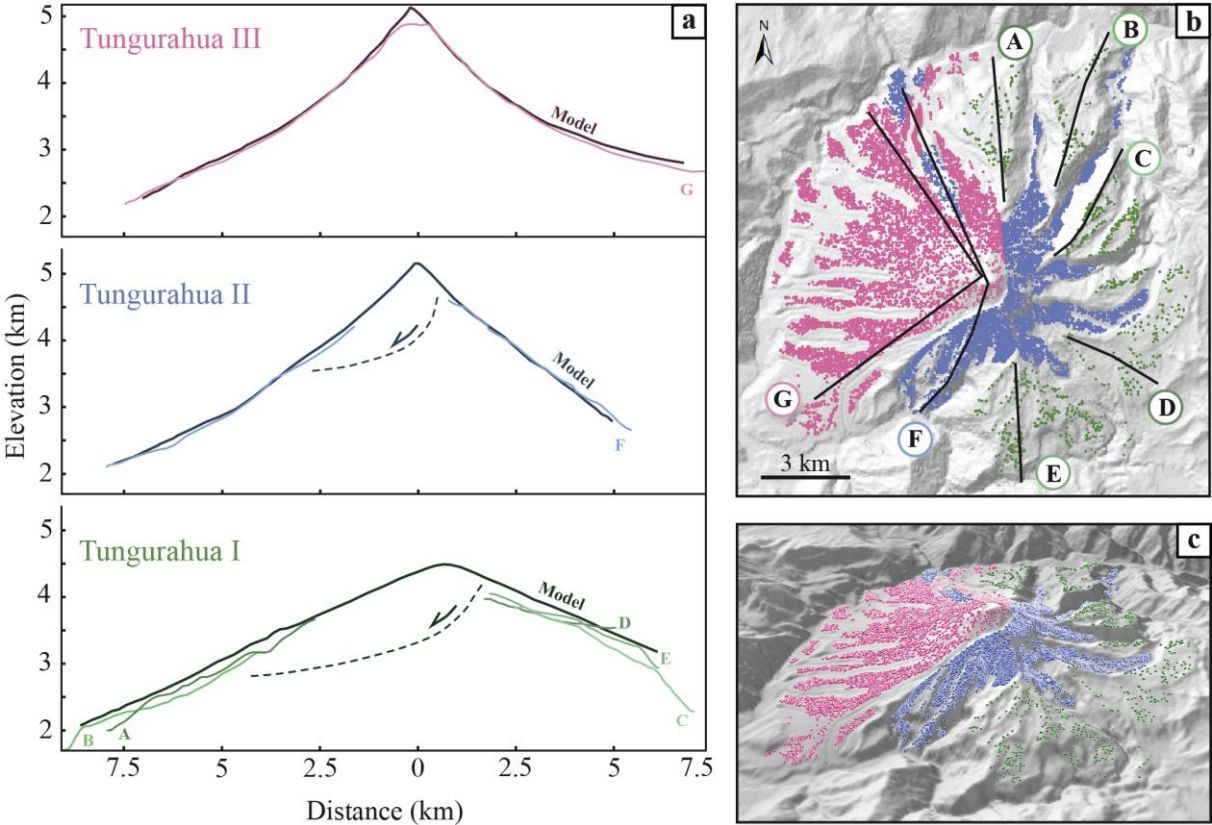 a
Tungurahua III
5
4
3
2
Model
G
Tungurahua II
5
4
3
2
Model
F
Elevation (km)
Tungurahua I
5
4
3
2
Model
D
E
C
B
A
7.5 5 2.5 0 2.5 5 7.5
Distance (km)
b
N
A
B
C
D
E
F
G
3 km
c